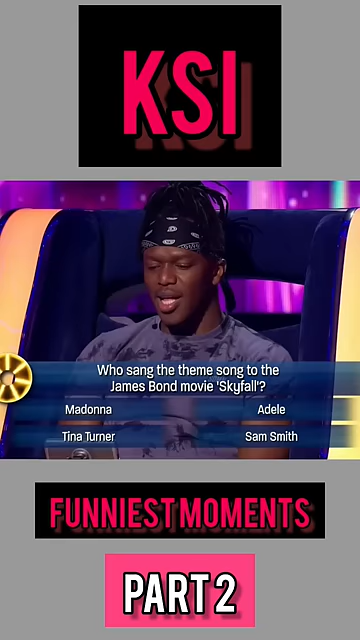 KSI
Who sang the theme song to the
James Bond movie 'Skyfall'?
Madonna
Adele
Tina Turner
Sam Smith
FUNNIEST MOMENTS
PART 2